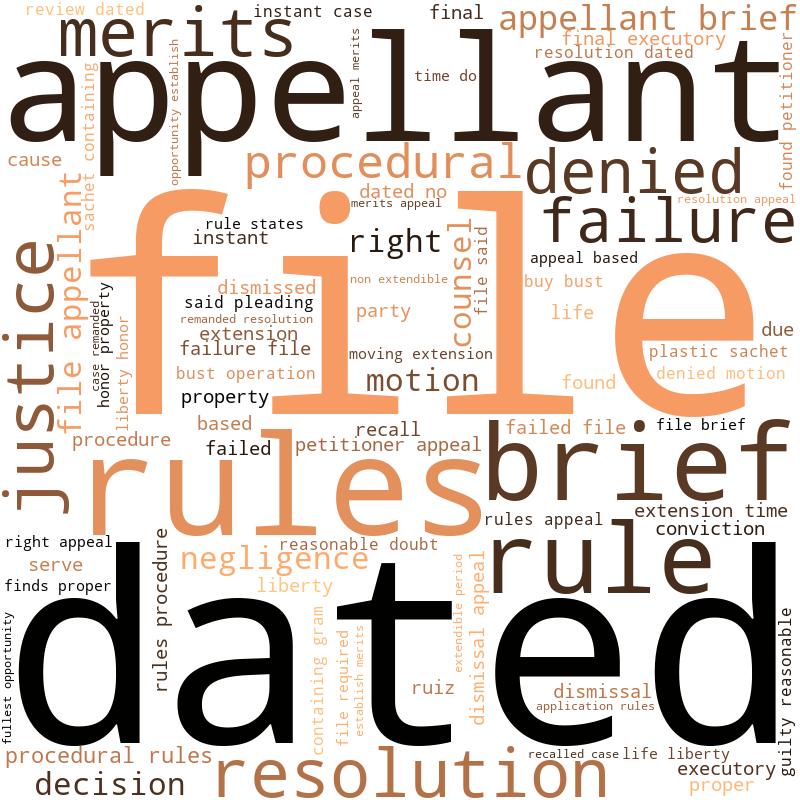 review dated
instant case
final
appellant brief
merits
final executory
resolution dated
appellant
appeal merits
time do
found petitioner
sachet containing
opportunity establish
cause
procedural
denied
dated no
resolution appeal
merits appeal
failure
file appellant
rule states
instant
right
counsel
file said
appeal based
file
non extendible
buy bust
dismissed
said pleading
party
life
remanded resolution
due
extension
failure file
moving extension
plastic sachet
justice
case remanded
honor property
liberty honor
bust operation
motion
found
denied motion
property
based
recall
failed file
file brief
procedure
failed
petitioner appeal
brief
rules
extension time
rules appeal
conviction
right appeal
reasonable doubt
rule
negligence
serve
finds proper
liberty
rules procedure
dated
fullest opportunity
containing gram
file required
establish merits
extendible period
dismissal appeal
ruiz
dismissal
application rules
guilty reasonable
procedural rules
resolution
recalled case
life liberty
executory
decision
proper